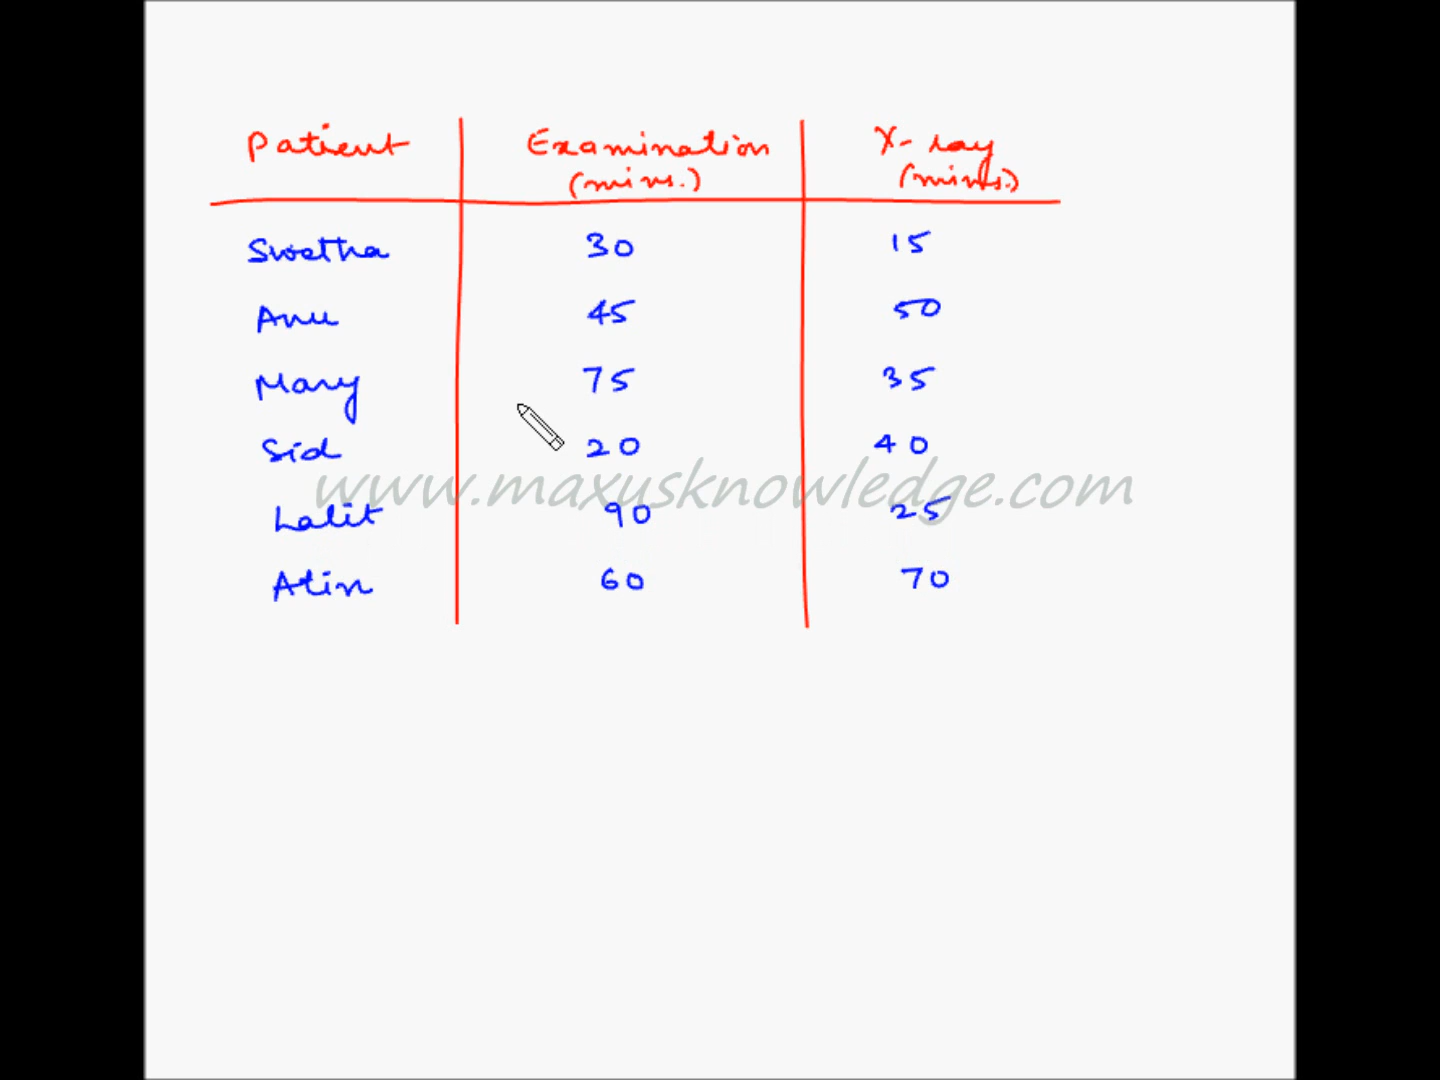 Patient Examination X-ray
(mins.) (mins.)
Swetha 30 15
Anu 45 50
Mary 75 35
Sid 20 40
www.maxusknowledge.com
Lalit 90 25
Atin 60 70